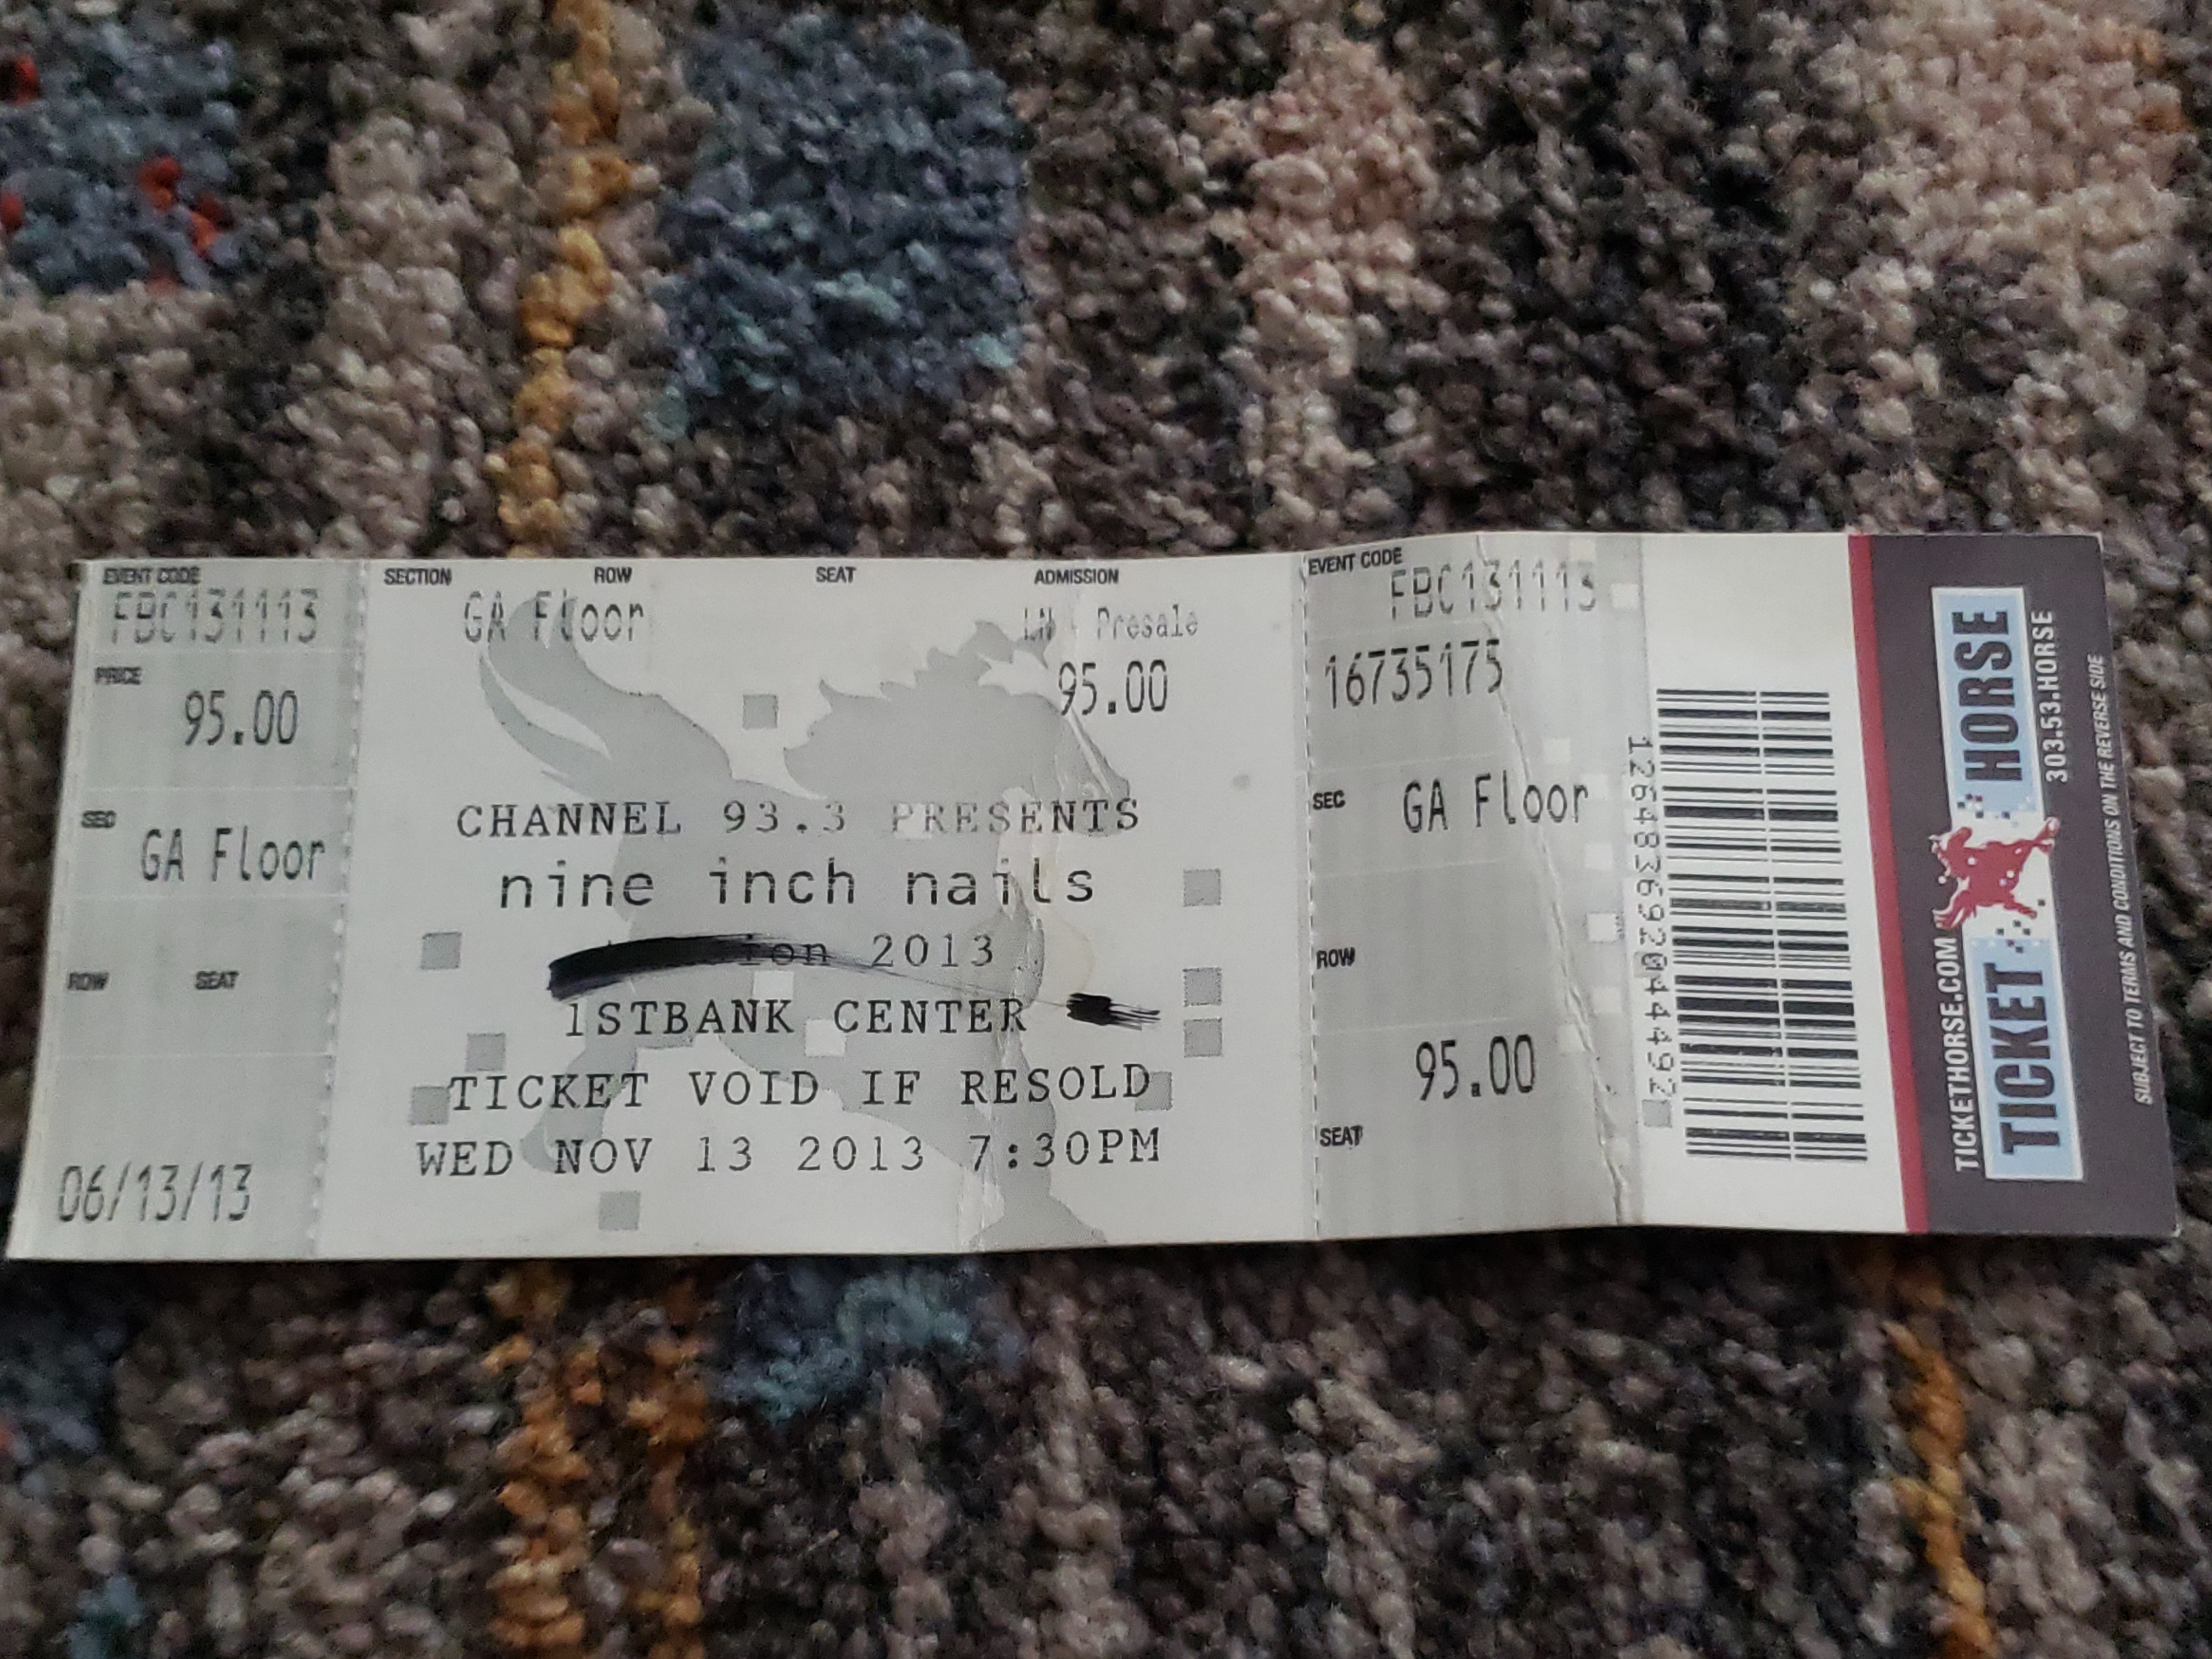 EVENT CODE
FBC131113
PRICE
95.00
SEC
GA Floor
ROW SEAT
06/13/13
SECTION ROW SEAT ADMISSION
GA Floor LN - Presale
95.00
CHANNEL 93.3 PRESENTS
nine inch nails
2013
1STBANK CENTER
TICKET VOID IF RESOLD
WED NOV 13 2013 7:30PM
EVENT CODE
FBC131113
16735175
SEC GA Floor
ROW
95.00
SEAT
126483692044492
TICKETHORSE.COM
TICKET HORSE
303.53.HORSE
SUBJECT TO TERMS AND CONDITIONS ON THE REVERSE SIDE